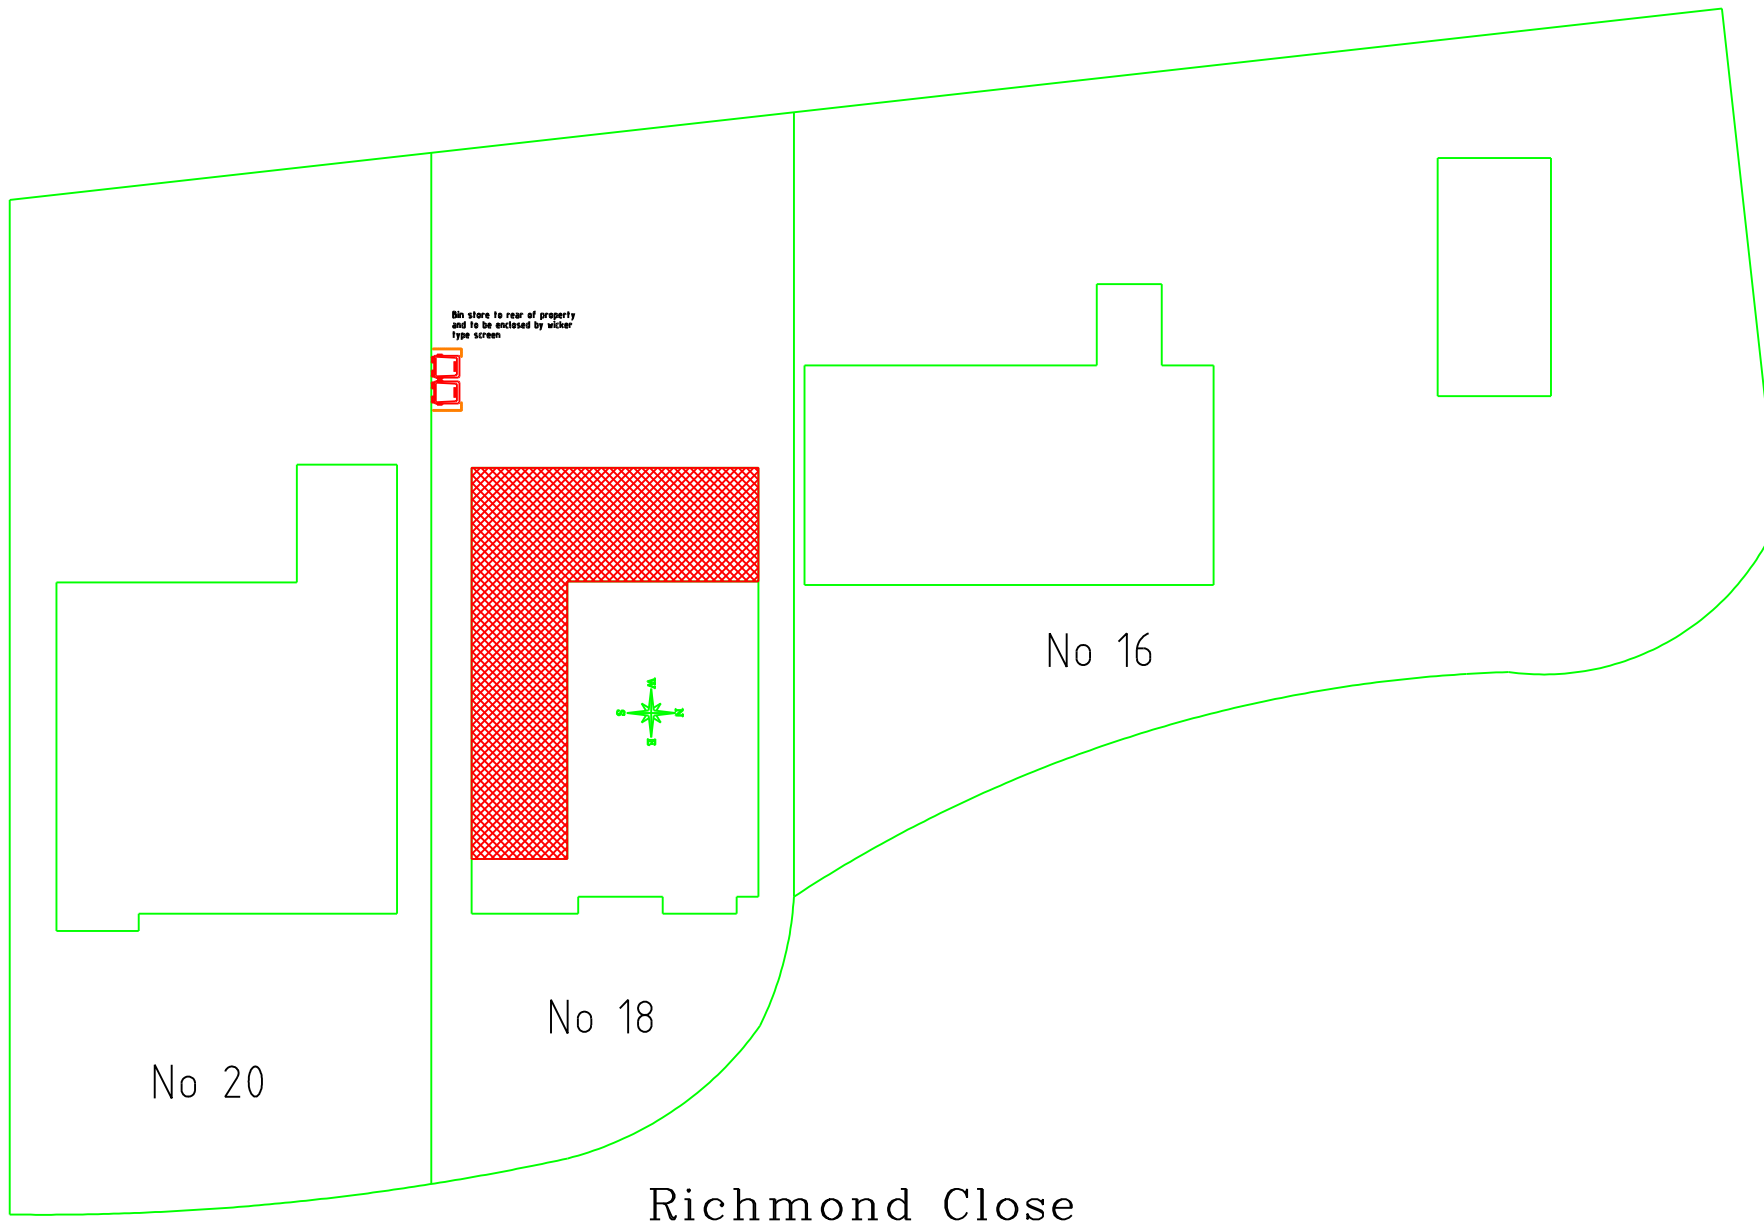 Bin store to rear of property
and to be enclosed by wicker
type screen
No 16
W
S N
E
No 18
No 20
Richmond Close